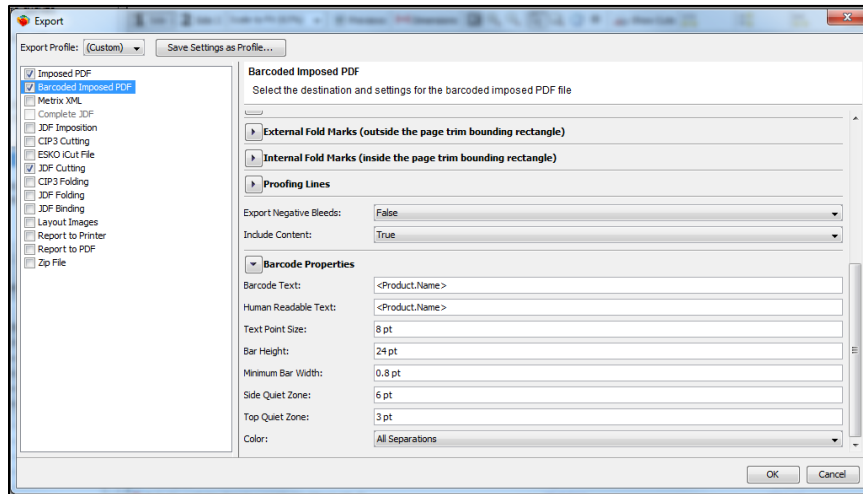 Export
Export Profile: (Custom) Save Settings as Profile...
Imposed PDF
Barcoded Imposed PDF
Metrix XML
Complete JDF
JDF Imposition
CIP3 Cutting
ESKO iCut File
JDF Cutting
CIP3 Folding
JDF Folding
JDF Binding
Layout Images
Report to Printer
Report to PDF
Zip File
Barcoded Imposed PDF
Select the destination and settings for the barcoded imposed PDF file
External Fold Marks (outside the page trim bounding rectangle)
Internal Fold Marks (inside the page trim bounding rectangle)
Proofing Lines
Export Negative Bleeds: False
Include Content: True
Barcode Properties
Barcode Text: <Product.Name>
Human Readable Text: <Product.Name>
Text Point Size: 8 pt
Bar Height: 24 pt
Minimum Bar Width: 0.8 pt
Side Quiet Zone: 6 pt
Top Quiet Zone: 3 pt
Color: All Separations
OK Cancel